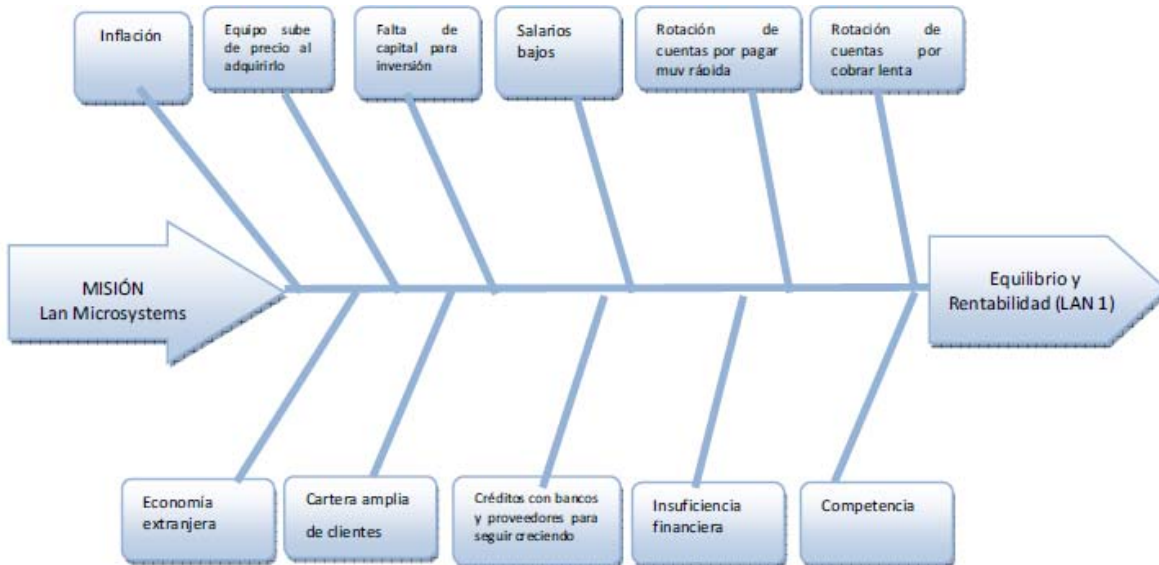 Inflación
Equipo sube
de precio al
adquirirlo
Falta de
capital para
inversión
Salarios
bajos
Rotación de
cuentas por pagar
muy rápida
Rotación de
cuentas por
cobrar lenta
MISIÓN
Lan Microsystems
Equilibrio y
Rentabilidad (LAN 1)
Economía
extranjera
Cartera amplia
de clientes
Créditos con bancos
y proveedores para
seguir creciendo
Insuficiencia
financiera
Competencia